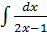 ∫ dx/(2x−1)